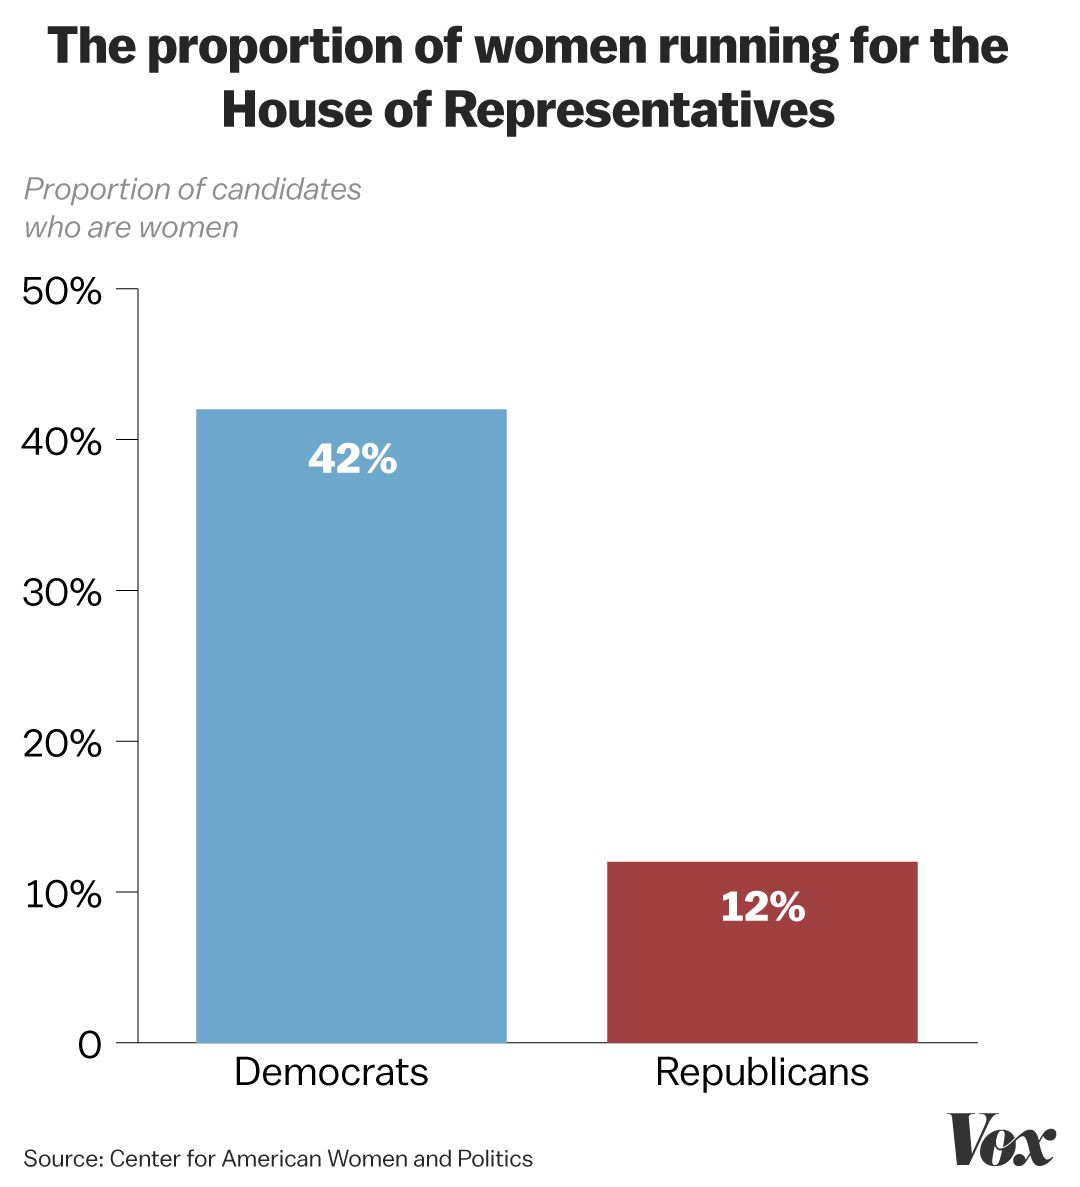 The proportion of women running for the
House of Representatives
Proportion of candidates
who are women
50%
40%
30%
20%
10%
0
42%
12%
Democrats
Republicans
Source: Center for American Women and Politics
Vox